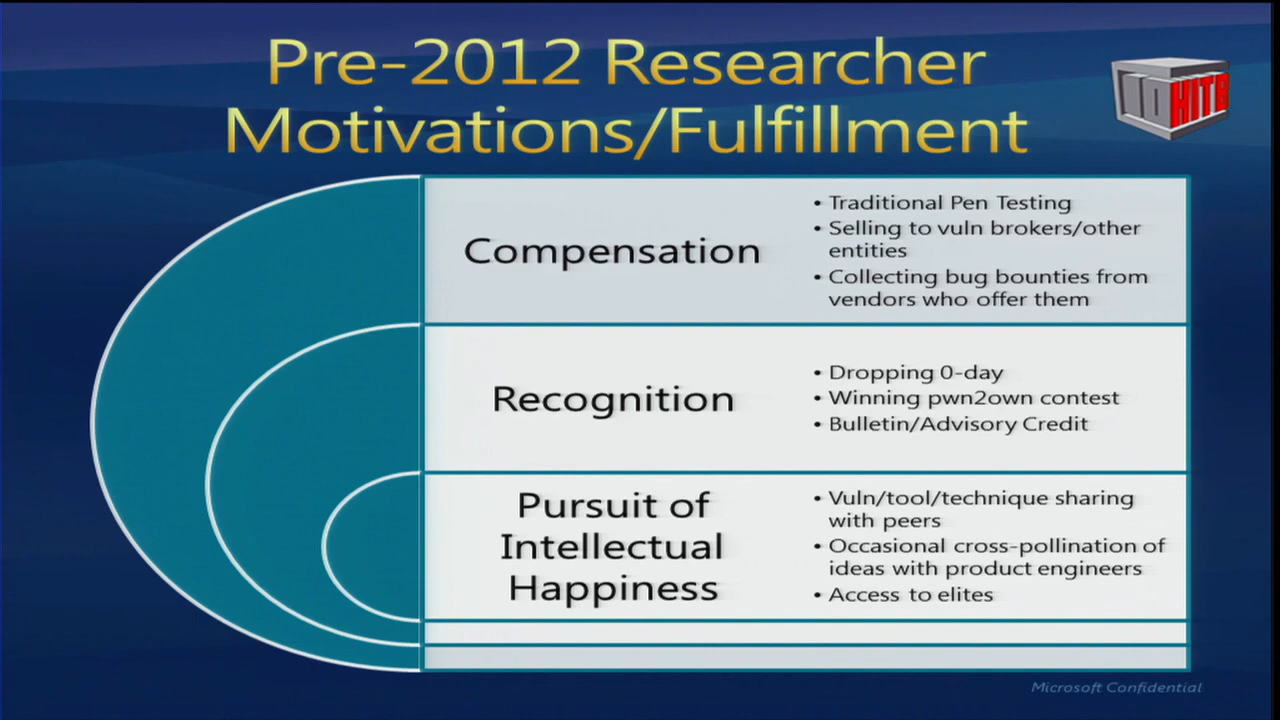 Pre-2012 Researcher
Motivations/Fulfillment
HITB
Compensation
• Traditional Pen Testing
• Selling to vuln brokers/other
entities
• Collecting bug bounties from
vendors who offer them
Recognition
• Dropping 0-day
• Winning pwn2own contest
• Bulletin/Advisory Credit
Pursuit of
Intellectual
Happiness
• Vuln/tool/technique sharing
with peers
• Occasional cross-pollination of
ideas with product engineers
• Access to elites
Microsoft Confidential